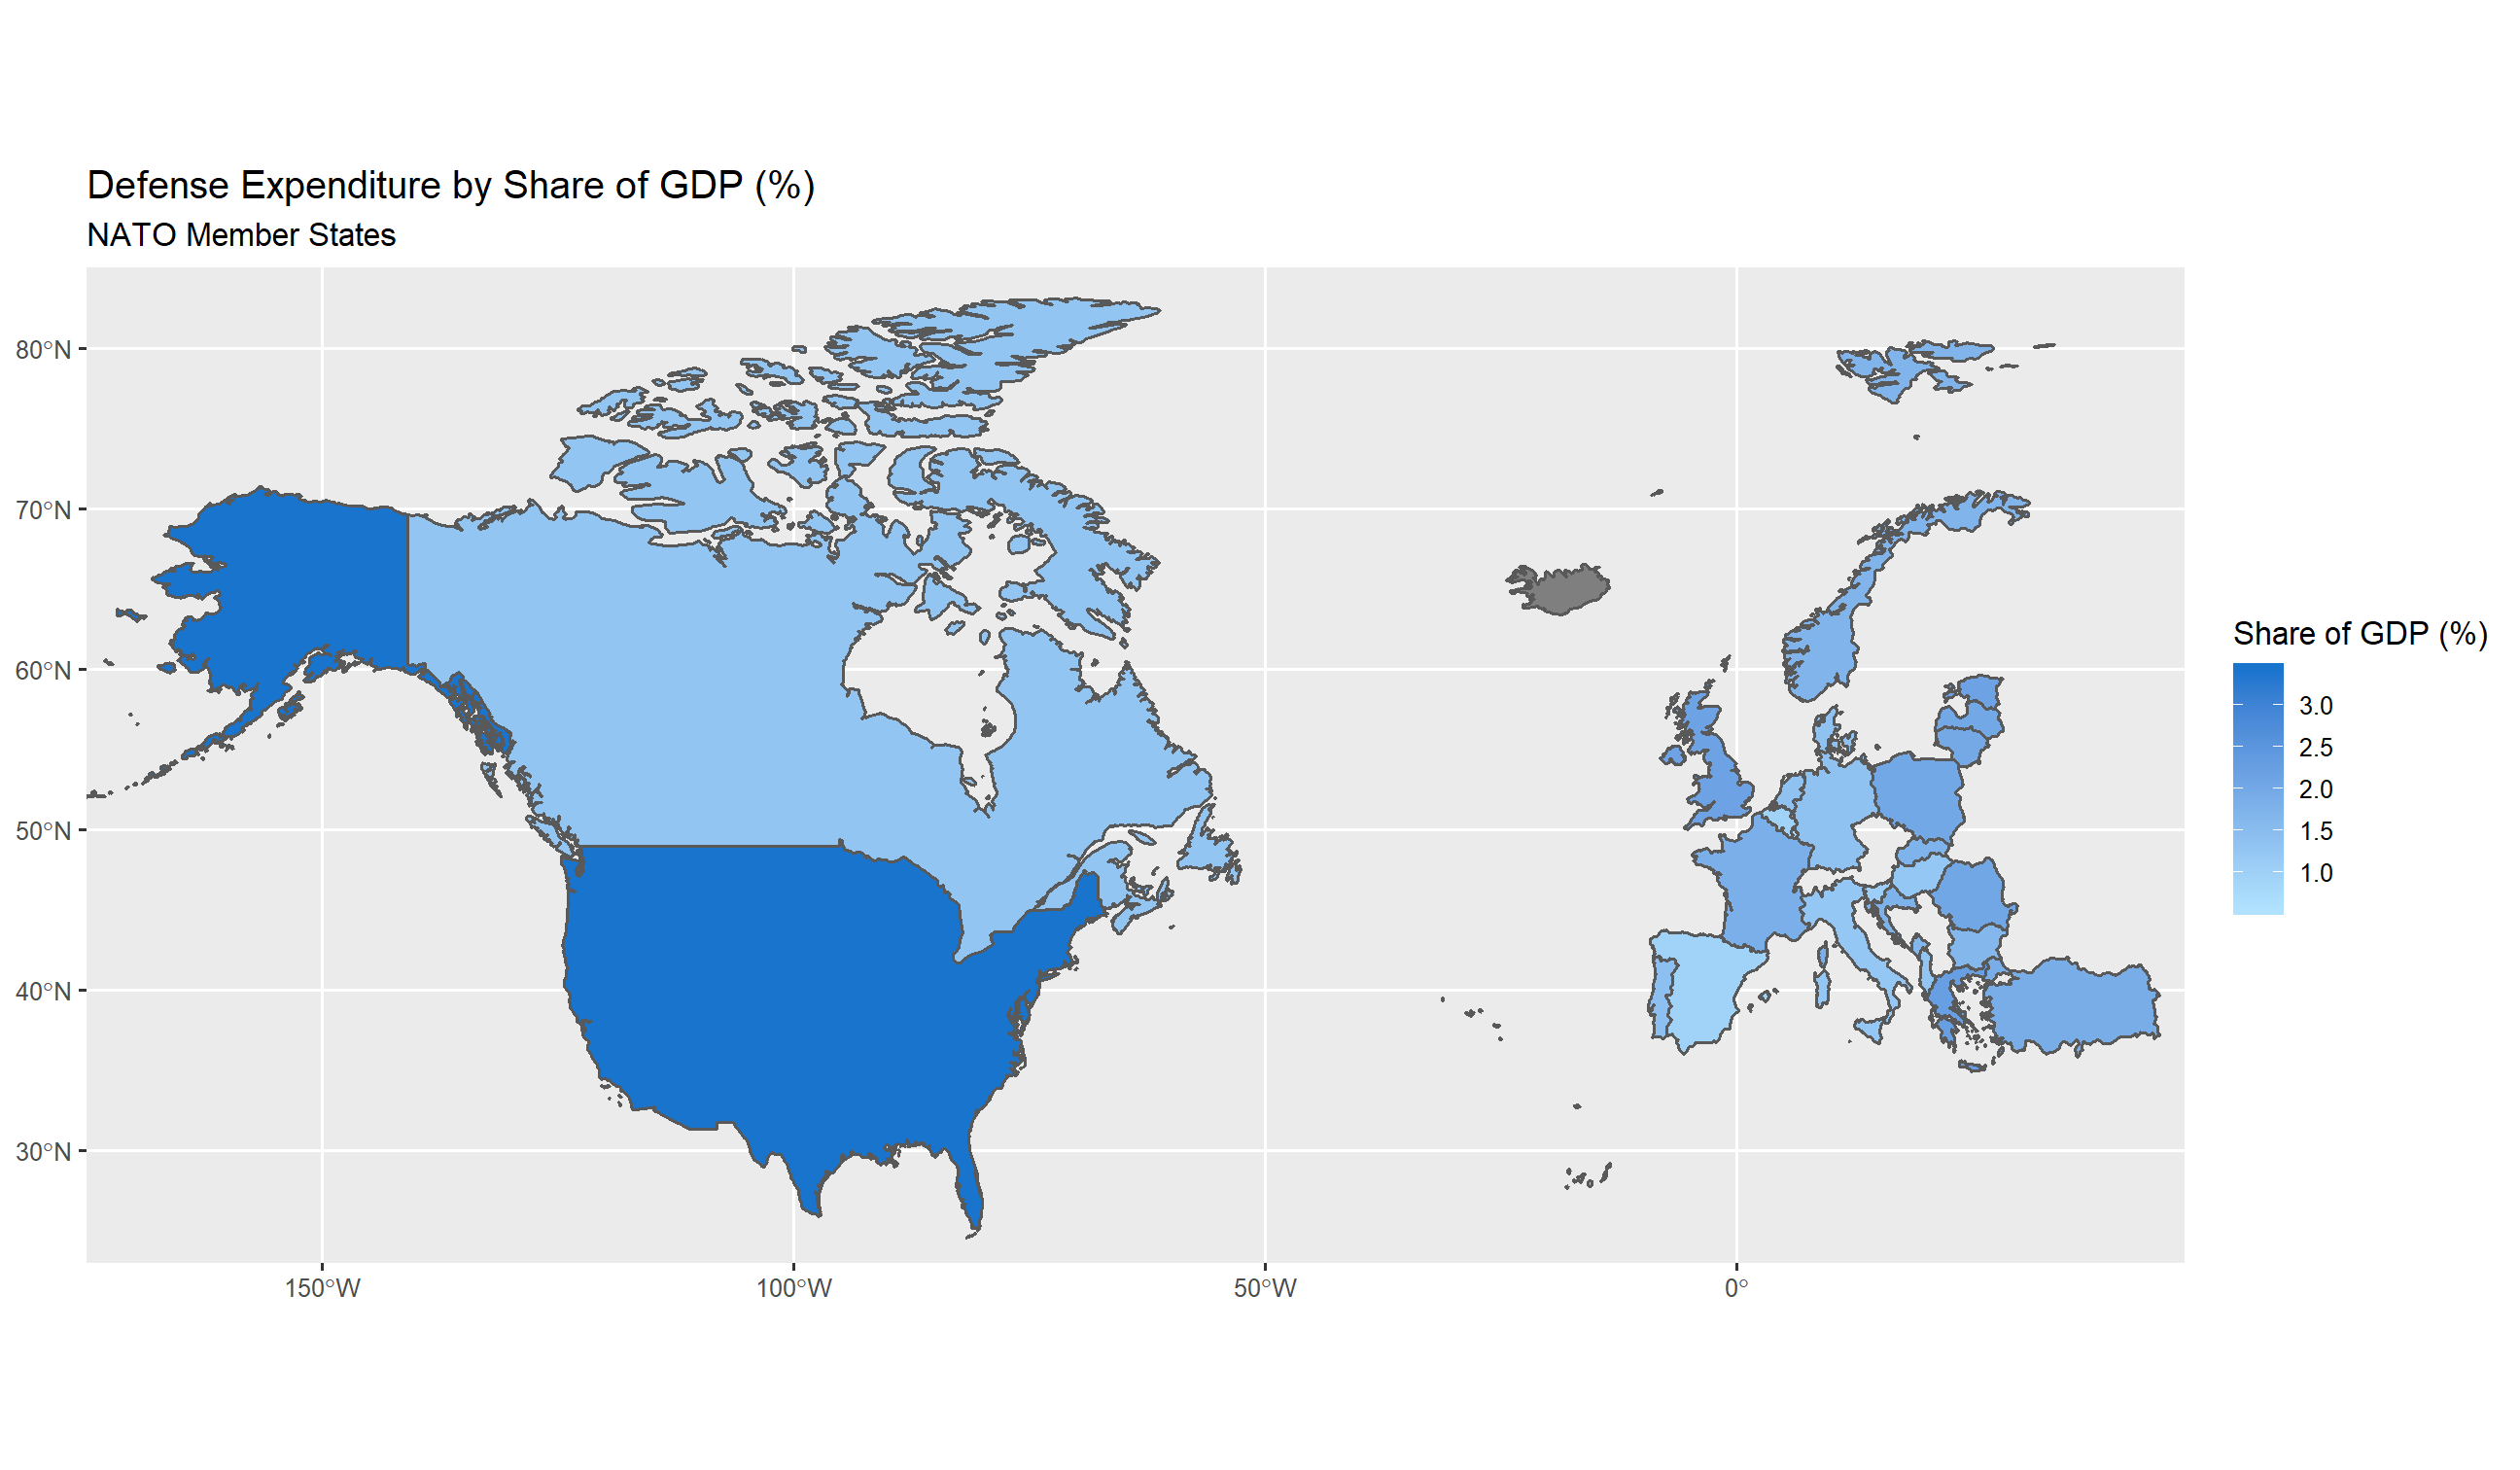 Defense Expenditure by Share of GDP (%)
NATO Member States
80°N
70°N
60°N
50°N
40°N
30°N
150°W
100°W
50°W
0°
Share of GDP (%)
3.0
2.5
2.0
1.5
1.0